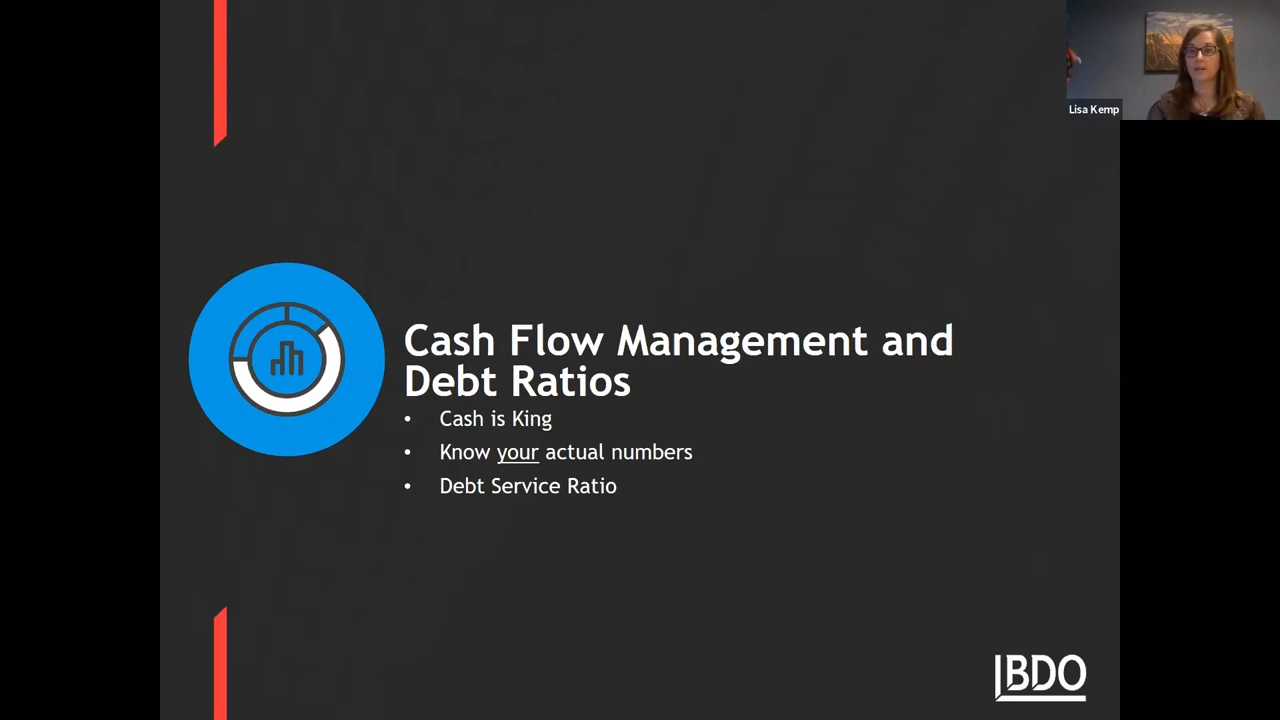 Lisa Kemp
Cash Flow Management and
Debt Ratios
• Cash is King
• Know your actual numbers
• Debt Service Ratio
BDO